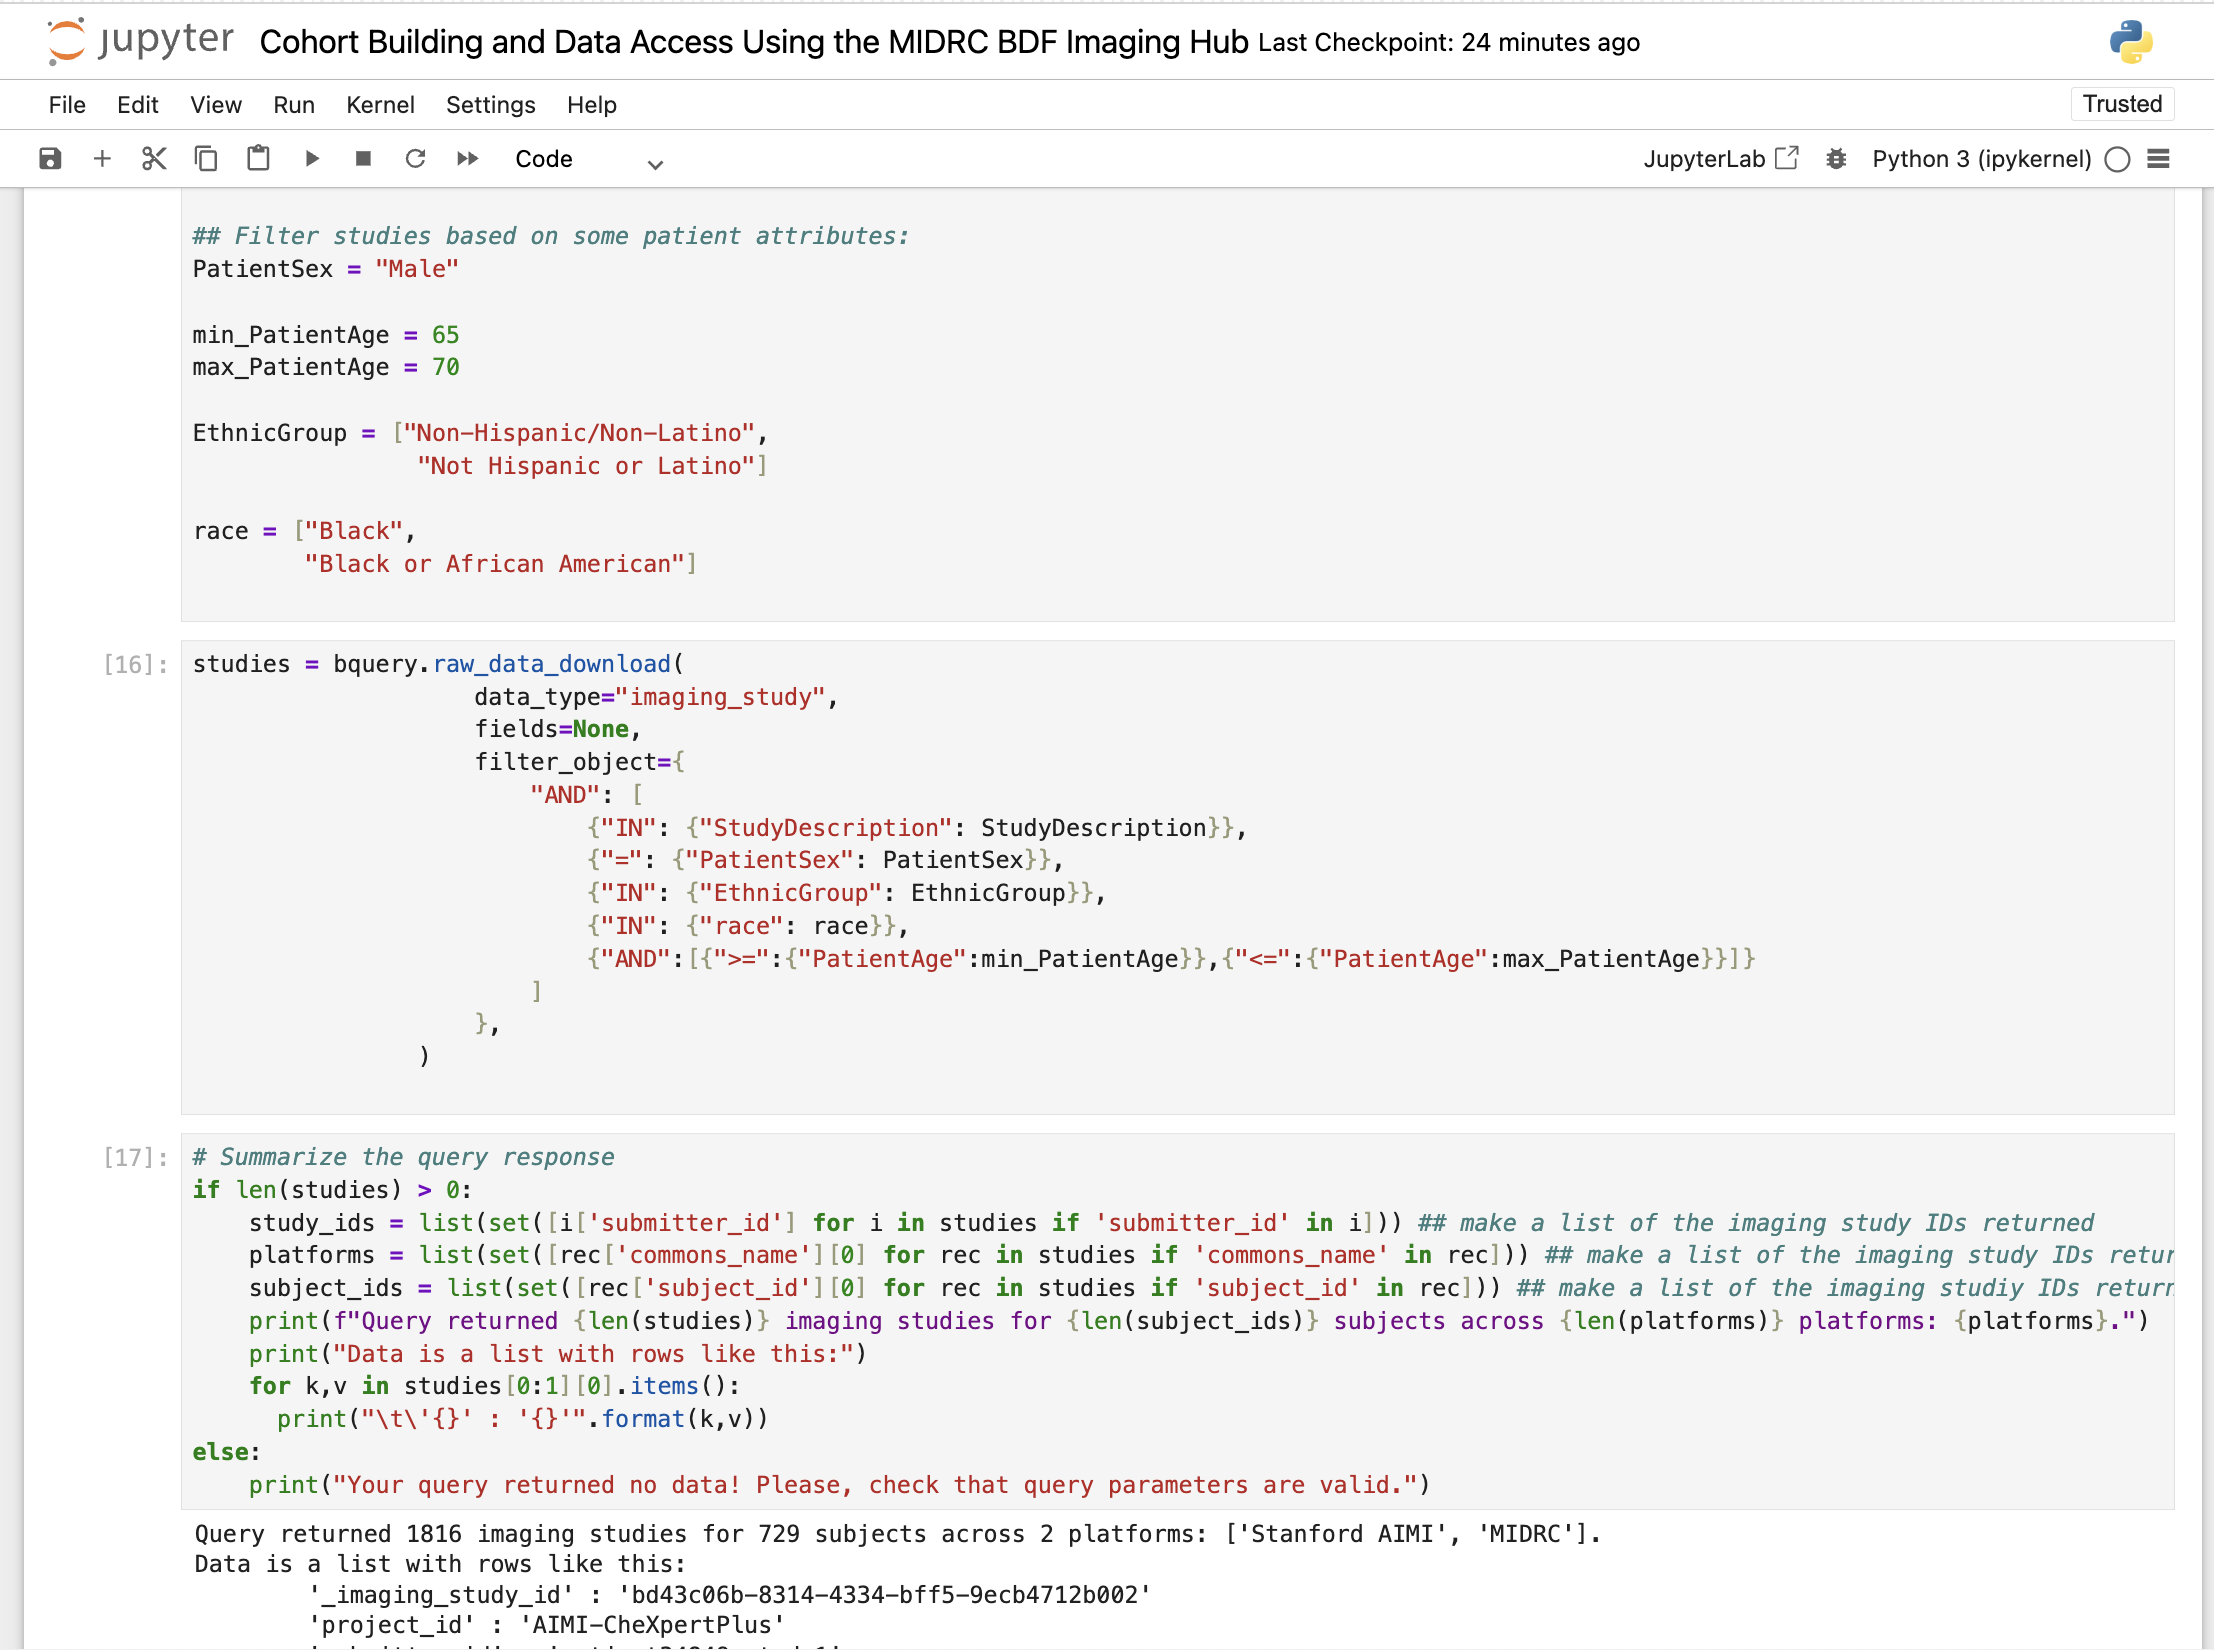 jupyter Cohort Building and Data Access Using the MIDRC BDF Imaging Hub Last Checkpoint: 24 minutes ago
File Edit View Run Kernel Settings Help Trusted
Code JupyterLab Python 3 (ipykernel)
## Filter studies based on some patient attributes:
PatientSex = "Male"
min_PatientAge = 65
max_PatientAge = 70
EthnicGroup = ["Non-Hispanic/Non-Latino",
"Not Hispanic or Latino"]
race = ["Black",
"Black or African American"]
[16]: studies = bquery.raw_data_download(
data_type="imaging_study",
fields=None,
filter_object={
"AND": [
{"IN": {"StudyDescription": StudyDescription}},
{"=": {"PatientSex": PatientSex}},
{"IN": {"EthnicGroup": EthnicGroup}},
{"IN": {"race": race}},
{"AND":[{">=":{"PatientAge":min_PatientAge}},{"<=":{"PatientAge":max_PatientAge}}]}
]
},
)
[17]: # Summarize the query response
if len(studies) > 0:
study_ids = list(set([i['submitter_id'] for i in studies if 'submitter_id' in i])) ## make a list of the imaging study IDs returned
platforms = list(set([rec['commons_name'][0] for rec in studies if 'commons_name' in rec])) ## make a list of the imaging study IDs retur
subject_ids = list(set([rec['subject_id'][0] for rec in studies if 'subject_id' in rec])) ## make a list of the imaging studiy IDs return
print(f"Query returned {len(studies)} imaging studies for {len(subject_ids)} subjects across {len(platforms)} platforms: {platforms}.")
print("Data is a list with rows like this:")
for k,v in studies[0:1][0].items():
print("\t\'{}' : '{}'".format(k,v))
else:
print("Your query returned no data! Please, check that query parameters are valid.")
Query returned 1816 imaging studies for 729 subjects across 2 platforms: ['Stanford AIMI', 'MIDRC'].
Data is a list with rows like this:
'_imaging_study_id' : 'bd43c06b-8314-4334-bff5-9ecb4712b002'
'project_id' : 'AIMI-CheXpertPlus'